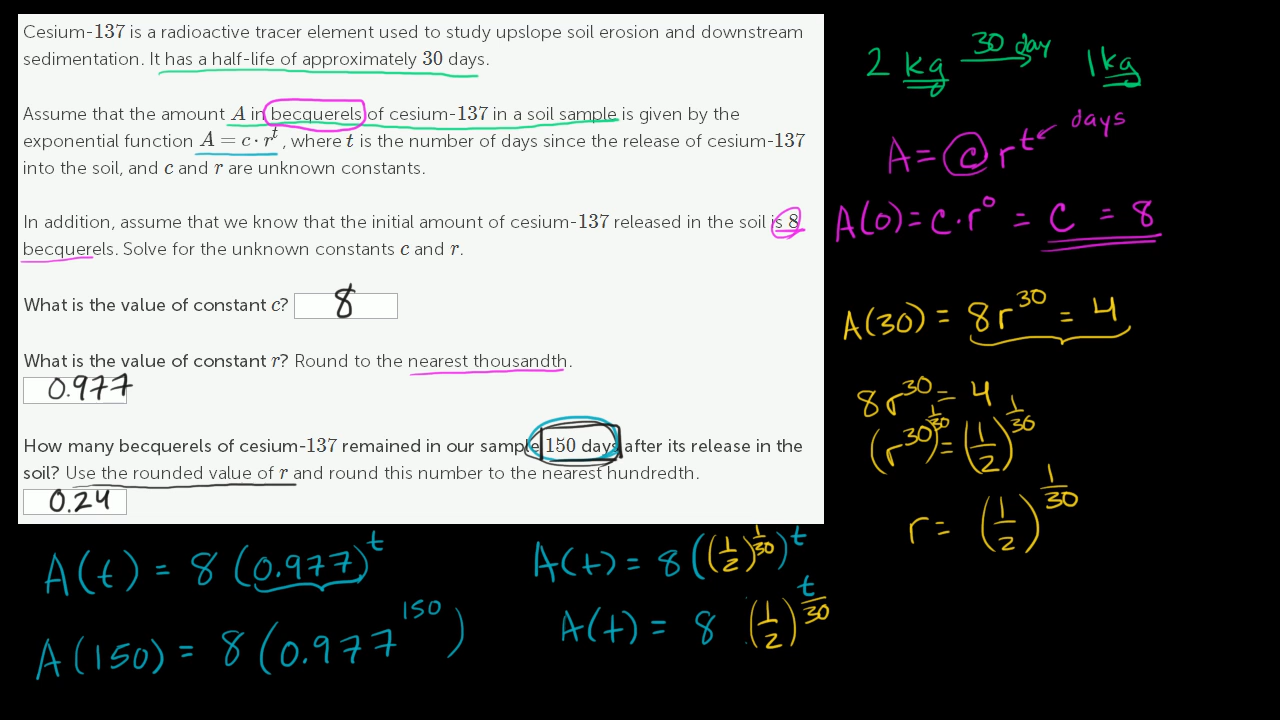 Cesium-137 is a radioactive tracer element used to study upslope soil erosion and downstream
sedimentation. It has a half-life of approximately 30 days.
Assume that the amount A in becquerels of cesium-137 in a soil sample is given by the
exponential function A = c · r^t, where t is the number of days since the release of cesium-137
into the soil, and c and r are unknown constants.
In addition, assume that we know that the initial amount of cesium-137 released in the soil is 8
becquerels. Solve for the unknown constants c and r.
What is the value of constant c? 8
What is the value of constant r? Round to the nearest thousandth.
0.977
How many becquerels of cesium-137 remained in our sample 150 days after its release in the
soil? Use the rounded value of r and round this number to the nearest hundredth.
0.24
A(t) = 8(0.977)^t
A(150) = 8(0.977^150)
A(t) = 8((1/2)^(1/30))^t
A(t) = 8 (1/2)^(t/30)
2 kg 30 day 1kg
A = c r^t days
A(0) = c·r^0 = c = 8
A(30) = 8r^30 = 4
8r^30 = 4
(r^30)^(1/30) = (1/2)^(1/30)
r = (1/2)^(1/30)